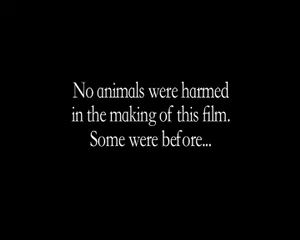 No animals were harmed
in the making of this film.
Some were before...